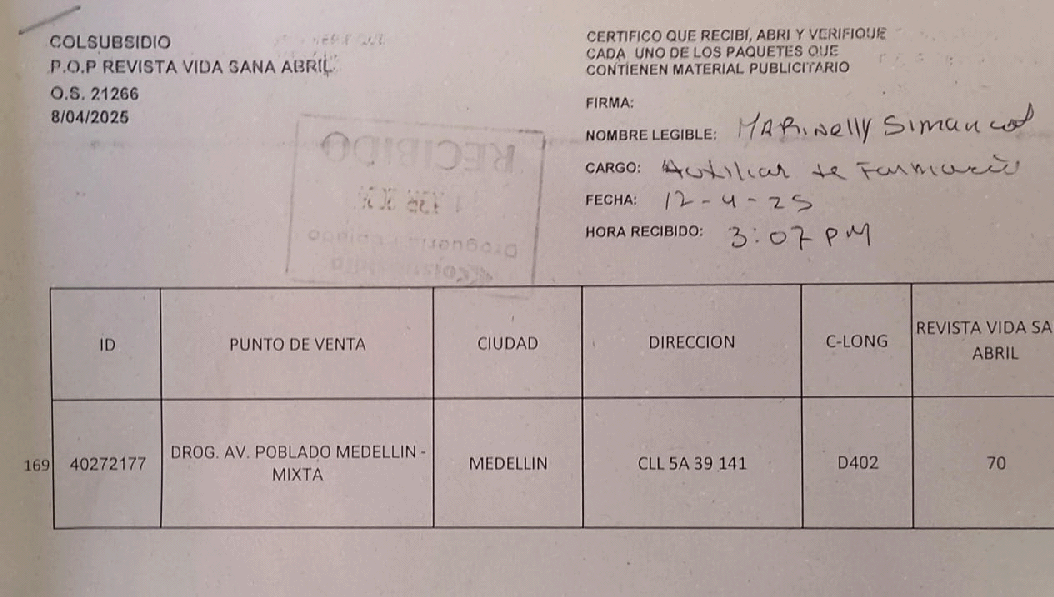 COLSUBSIDIO
P.O.P REVISTA VIDA SANA ABRIL
O.S. 21266
8/04/2025
CERTIFICO QUE RECIBI, ABRI Y VERIFIQUE
CADA UNO DE LOS PAQUETES QUE
CONTIENEN MATERIAL PUBLICITARIO
FIRMA:
NOMBRE LEGIBLE: MARinelly Simancas
CARGO: Auxiliar de Farmacia
FECHA: 12-4-25
HORA RECIBIDO: 3:07 PM
RECIBIDO
ID PUNTO DE VENTA CIUDAD DIRECCION C-LONG REVISTA VIDA SA
ABRIL
169 40272177 DROG. AV. POBLADO MEDELLIN - MEDELLIN CLL 5A 39 141 D402 70
MIXTA